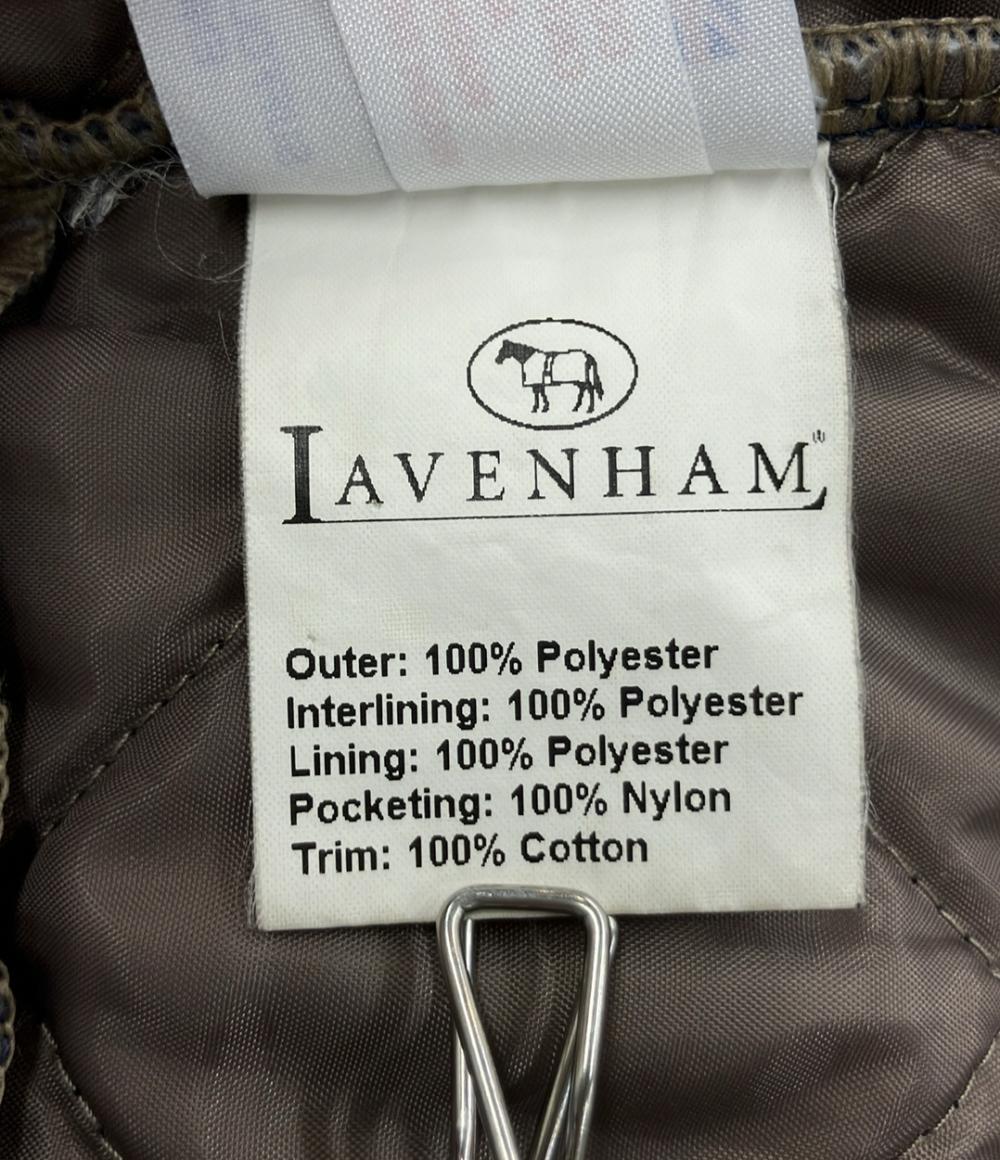 LAVENHAM
Outer: 100% Polyester
Interlining: 100% Polyester
Lining: 100% Polyester
Pocketing: 100% Nylon
Trim: 100% Cotton